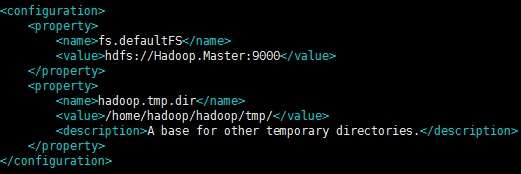 <configuration>
    <property>
        <name>fs.defaultFS</name>
        <value>hdfs://Hadoop.Master:9000</value>
    </property>
    <property>
        <name>hadoop.tmp.dir</name>
        <value>/home/hadoop/hadoop/tmp/</value>
        <description>A base for other temporary directories.</description>
    </property>
</configuration>